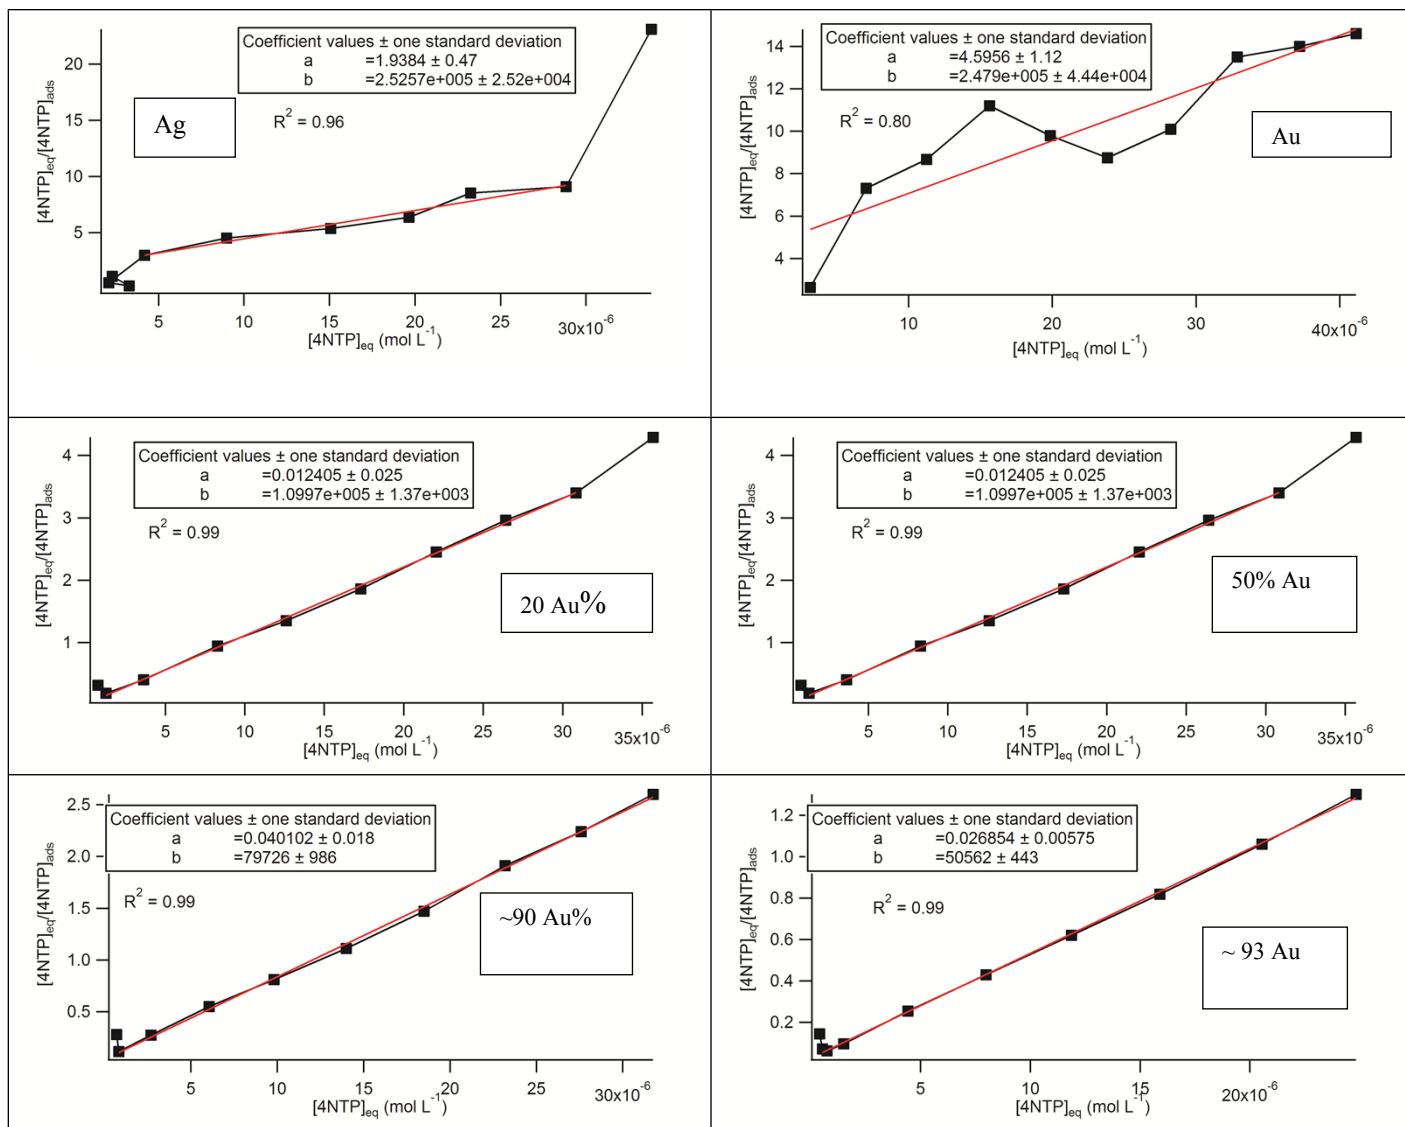 Coefficient values ± one standard deviation
a =1.9384 ± 0.47
b =2.5257e+005 ± 2.52e+004
R² = 0.96
Ag
20
15
10
5
[4NTP]eq/[4NTP]ads
5 10 15 20 25 30x10⁻⁶
[4NTP]eq (mol L⁻¹)
Coefficient values ± one standard deviation
a =4.5956 ± 1.12
b =2.479e+005 ± 4.44e+004
R² = 0.80
Au
14
12
10
8
6
4
[4NTP]eq/[4NTP]ads
10 20 30 40x10⁻⁶
[4NTP]eq (mol L⁻¹)
Coefficient values ± one standard deviation
a =0.012405 ± 0.025
b =1.0997e+005 ± 1.37e+003
R² = 0.99
20 Au%
4
3
2
1
[4NTP]eq/[4NTP]ads
5 10 15 20 25 30 35x10⁻⁶
[4NTP]eq (mol L⁻¹)
Coefficient values ± one standard deviation
a =0.012405 ± 0.025
b =1.0997e+005 ± 1.37e+003
R² = 0.99
50% Au
4
3
2
1
[4NTP]eq/[4NTP]ads
5 10 15 20 25 30 35x10⁻⁶
[4NTP]eq (mol L⁻¹)
Coefficient values ± one standard deviation
a =0.040102 ± 0.018
b =79726 ± 986
R² = 0.99
~90 Au%
2.5
2.0
1.5
1.0
0.5
[4NTP]eq/[4NTP]ads
5 10 15 20 25 30x10⁻⁶
[4NTP]eq (mol L⁻¹)
Coefficient values ± one standard deviation
a =0.026854 ± 0.00575
b =50562 ± 443
R² = 0.99
~ 93 Au
1.2
1.0
0.8
0.6
0.4
0.2
[4NTP]eq/[4NTP]ads
5 10 15 20x10⁻⁶
[4NTP]eq (mol L⁻¹)